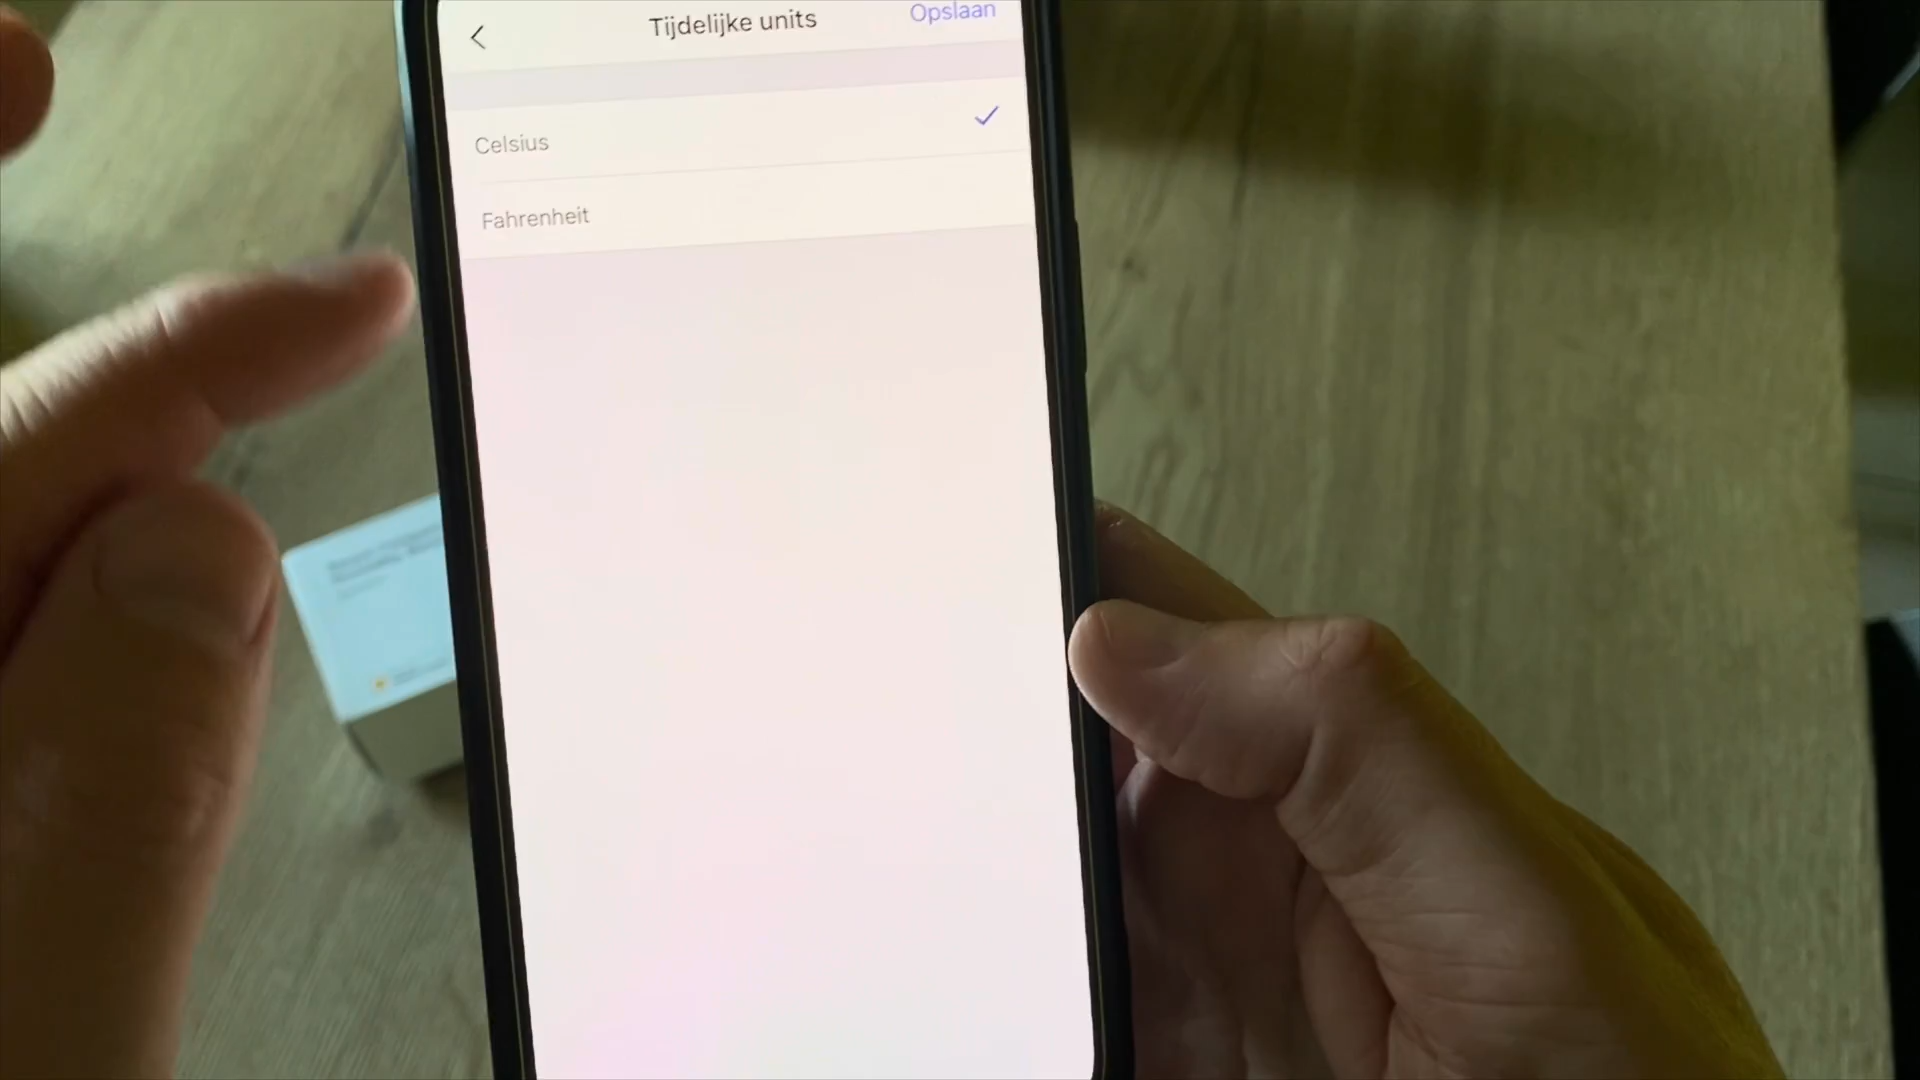 Tijdelijke units
Opslaan
Celsius
Fahrenheit